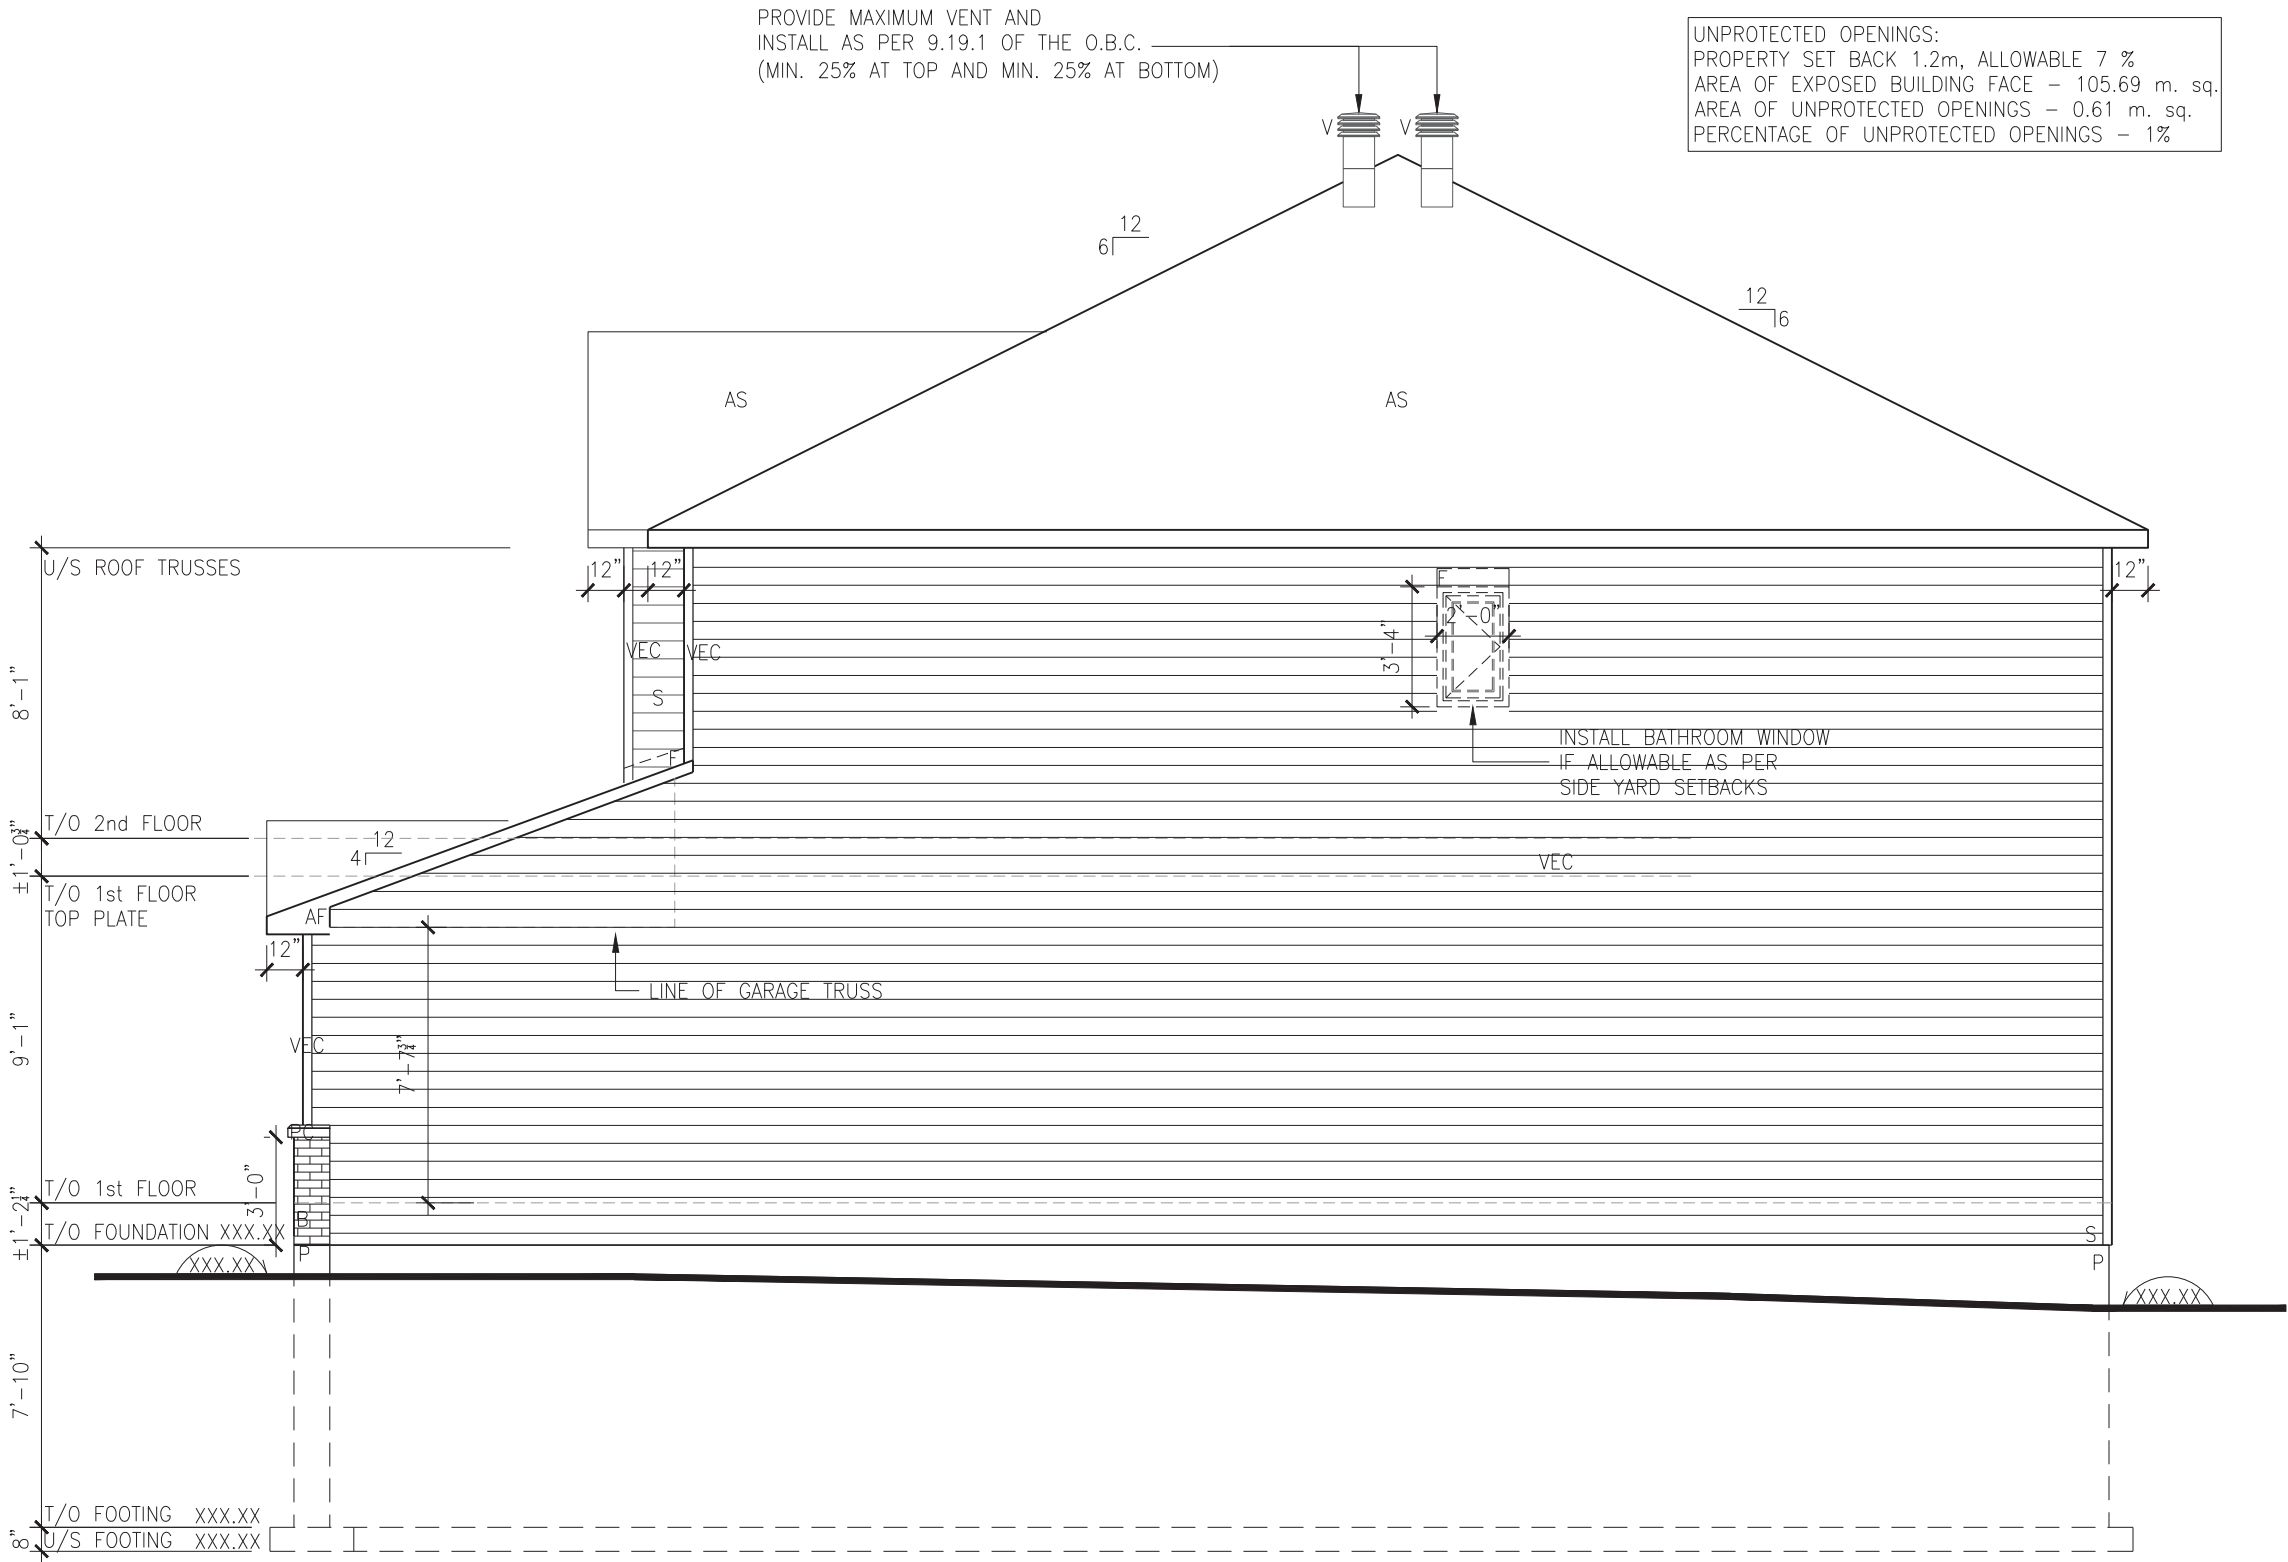 PROVIDE MAXIMUM VENT AND
INSTALL AS PER 9.19.1 OF THE O.B.C.
(MIN. 25% AT TOP AND MIN. 25% AT BOTTOM)
UNPROTECTED OPENINGS:
PROPERTY SET BACK 1.2m, ALLOWABLE 7 %
AREA OF EXPOSED BUILDING FACE – 105.69 m. sq.
AREA OF UNPROTECTED OPENINGS – 0.61 m. sq.
PERCENTAGE OF UNPROTECTED OPENINGS – 1%
V
V
12
6
12
6
AS
AS
U/S ROOF TRUSSES
12"
12"
12"
F
2'-0"
3'-4"
VEC
VEC
S
8'-1"
INSTALL BATHROOM WINDOW
IF ALLOWABLE AS PER
SIDE YARD SETBACKS
F
T/O 2nd FLOOR
±1'-0¾"
12
4
VEC
T/O 1st FLOOR
TOP PLATE
AF
12"
LINE OF GARAGE TRUSS
9'-1"
VEC
7'-7¾"
PC
3'-0"
T/O 1st FLOOR
±1'-2¼"
B
T/O FOUNDATION XXX.XX
S
P
P
XXX.XX
XXX.XX
7'-10"
T/O FOOTING XXX.XX
U/S FOOTING XXX.XX
8"